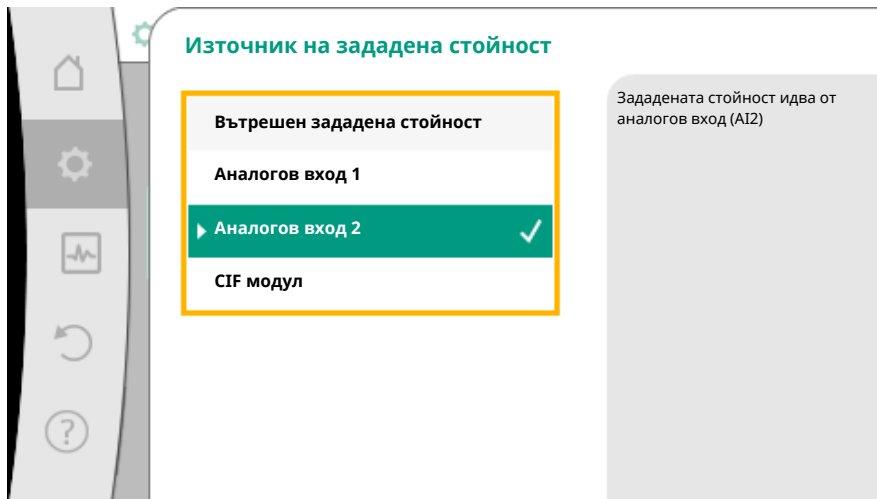 Източник на зададена стойност
Вътрешен зададена стойност
Аналогов вход 1
Аналогов вход 2
CIF модул
Зададената стойност идва от
аналогов вход (AI2)